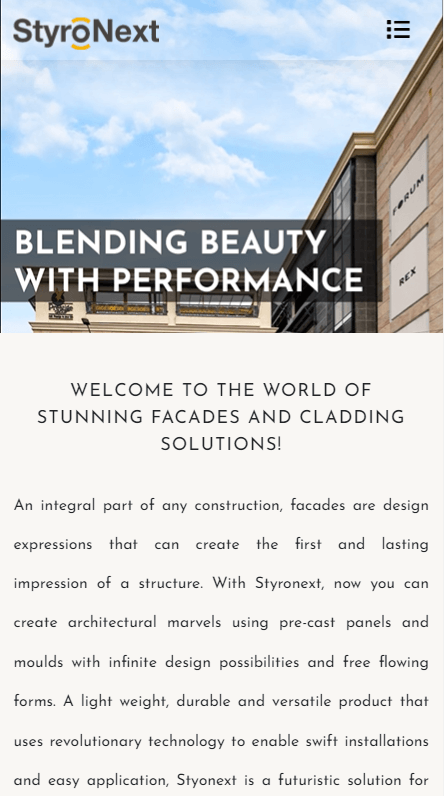 StyroNext
BLENDING BEAUTY
WITH PERFORMANCE
FORUM
REX
WELCOME TO THE WORLD OF
STUNNING FACADES AND CLADDING
SOLUTIONS!
An integral part of any construction, facades are design
expressions that can create the first and lasting
impression of a structure. With Styronext, now you can
create architectural marvels using pre-cast panels and
moulds with infinite design possibilities and free flowing
forms. A light weight, durable and versatile product that
uses revolutionary technology to enable swift installations
and easy application, Styonext is a futuristic solution for